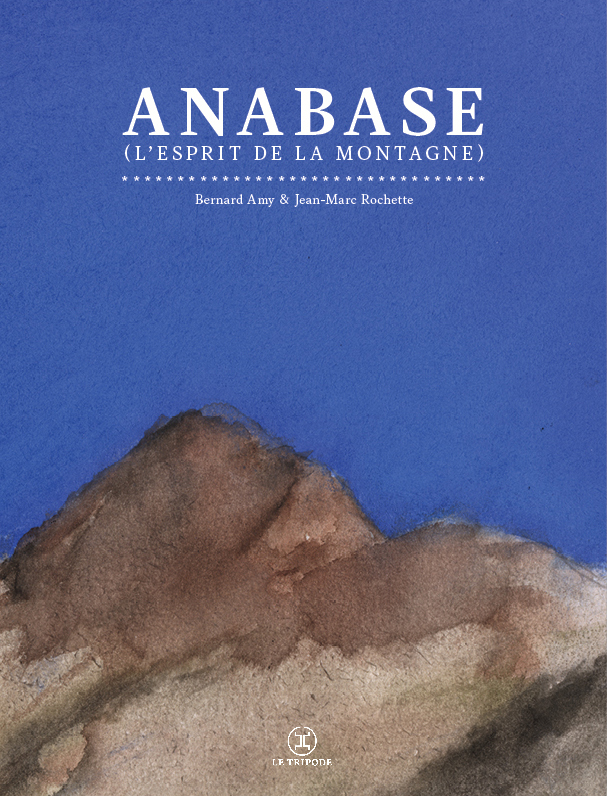 ANABASE
(L’ESPRIT DE LA MONTAGNE)
* * * * * * * * * * * * * * * * * * * * * * * * * * * * * * * * *
Bernard Amy & Jean-Marc Rochette
LE TRIPODE